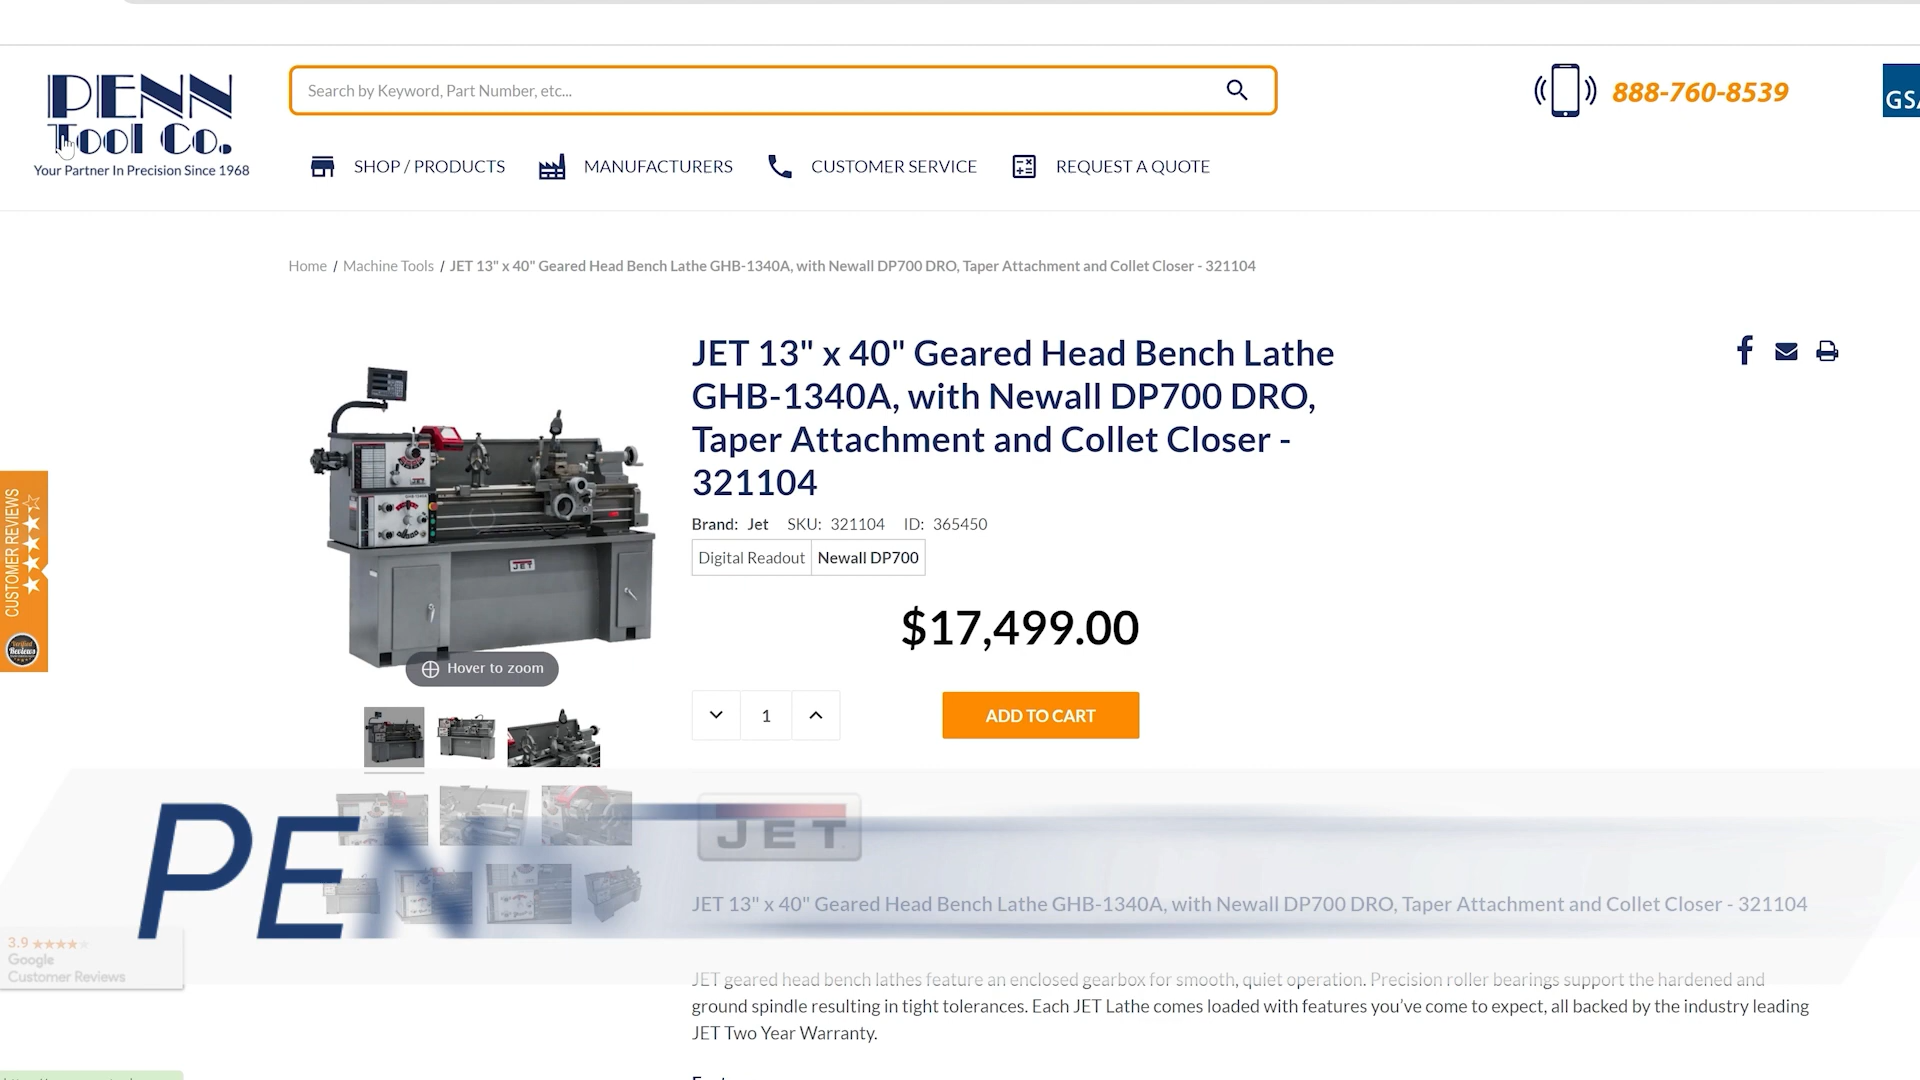 PENN
Tool Co.
Your Partner In Precision Since 1968
Search by Keyword, Part Number, etc...
888-760-8539
SHOP / PRODUCTS
MANUFACTURERS
CUSTOMER SERVICE
REQUEST A QUOTE
Home / Machine Tools / JET 13" x 40" Geared Head Bench Lathe GHB-1340A, with Newall DP700 DRO, Taper Attachment and Collet Closer - 321104
JET 13" x 40" Geared Head Bench Lathe
GHB-1340A, with Newall DP700 DRO,
Taper Attachment and Collet Closer -
321104
Brand: Jet SKU: 321104 ID: 365450
Digital Readout Newall DP700
$17,499.00
JET
Hover to zoom
1
ADD TO CART
CUSTOMER REVIEWS
Verified
Reviews
PEN
JET
JET 13" x 40" Geared Head Bench Lathe GHB-1340A, with Newall DP700 DRO, Taper Attachment and Collet Closer - 321104
3.9
Google
Customer Reviews
JET geared head bench lathes feature an enclosed gearbox for smooth, quiet operation. Precision roller bearings support the hardened and
ground spindle resulting in tight tolerances. Each JET Lathe comes loaded with features you've come to expect, all backed by the industry leading
JET Two Year Warranty.